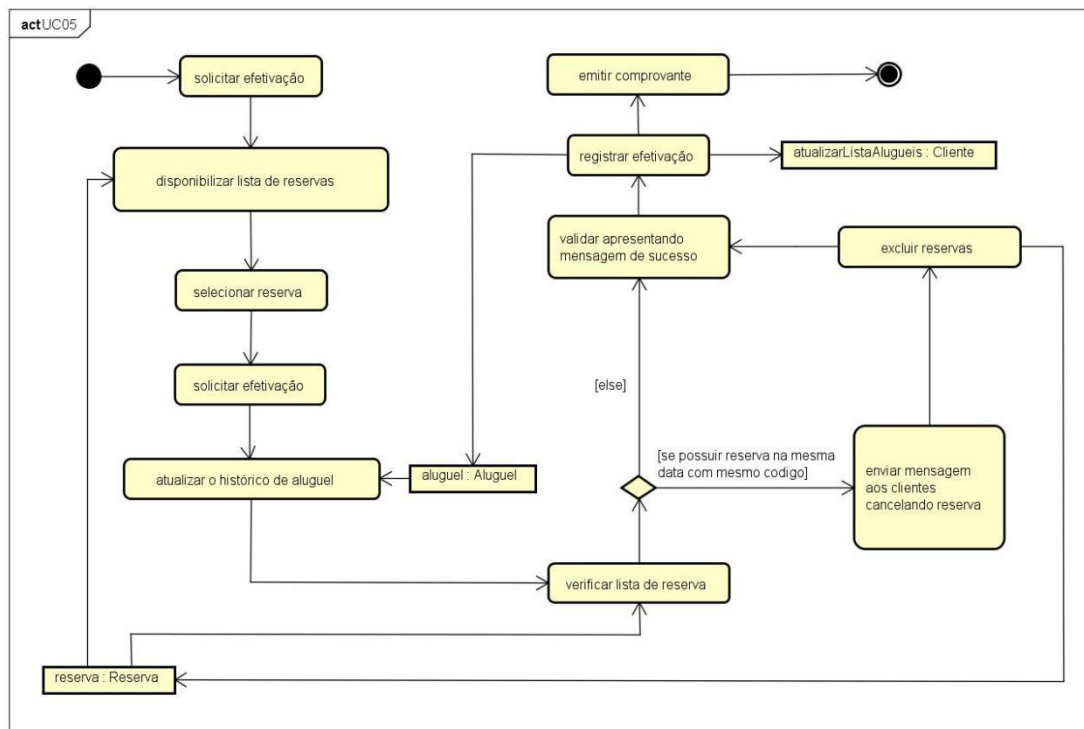 act UC05
solicitar efetivação
emitir comprovante
disponibilizar lista de reservas
registrar efetivação
atualizarListaAlugueis : Cliente
validar apresentando
mensagem de sucesso
excluir reservas
selecionar reserva
solicitar efetivação
[else]
[se possuir reserva na mesma
data com mesmo codigo]
enviar mensagem
aos clientes
cancelando reserva
atualizar o histórico de aluguel
aluguel : Aluguel
verificar lista de reserva
reserva : Reserva